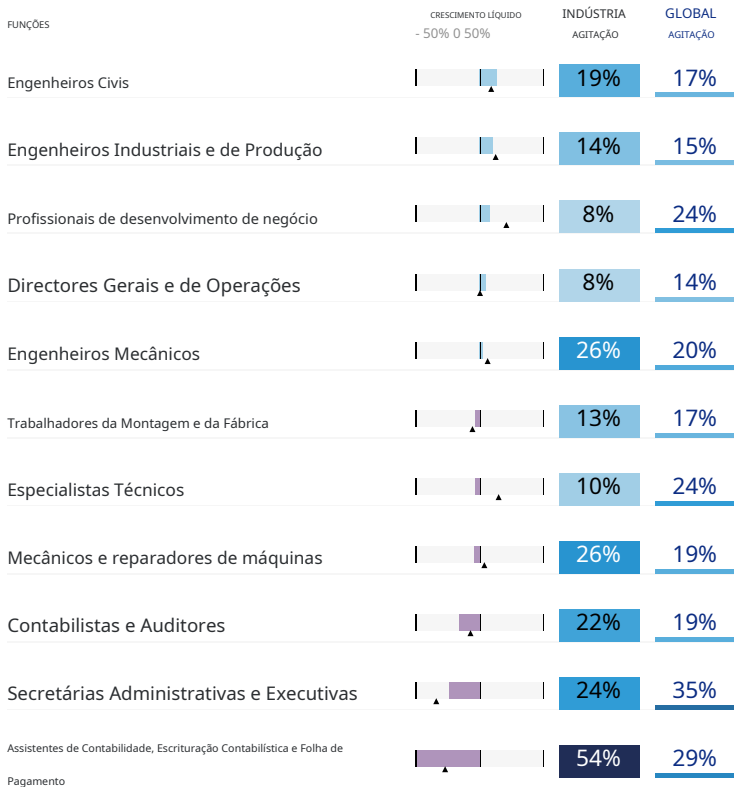 FUNÇÕES
CRESCIMENTO LÍQUIDO
- 50% 0 50%
INDÚSTRIA
AGITAÇÃO
GLOBAL
AGITAÇÃO
Engenheiros Civis 19% 17%
Engenheiros Industriais e de Produção 14% 15%
Profissionais de desenvolvimento de negócio 8% 24%
Directores Gerais e de Operações 8% 14%
Engenheiros Mecânicos 26% 20%
Trabalhadores da Montagem e da Fábrica 13% 17%
Especialistas Técnicos 10% 24%
Mecânicos e reparadores de máquinas 26% 19%
Contabilistas e Auditores 22% 19%
Secretárias Administrativas e Executivas 24% 35%
Assistentes de Contabilidade, Escrituração Contabilística e Folha de
Pagamento
54% 29%